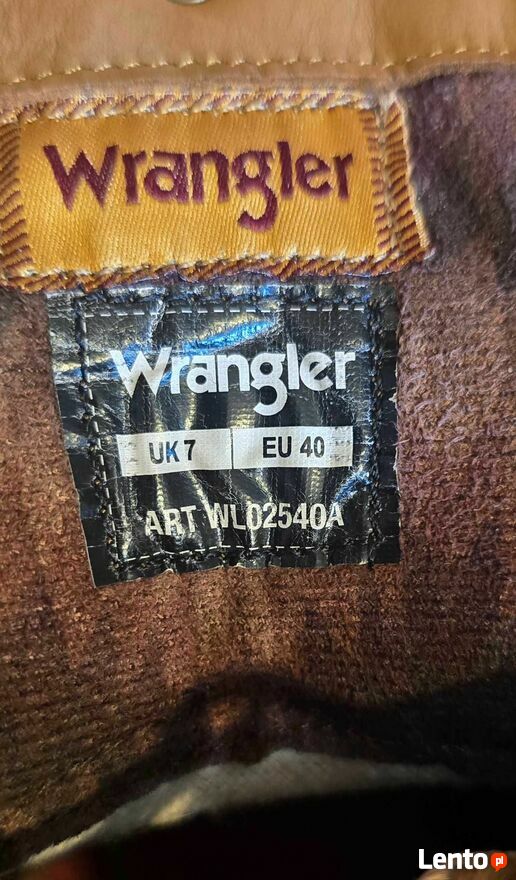 Wrangler
Wrangler
UK 7 EU 40
ART WL02540A
Lento pl